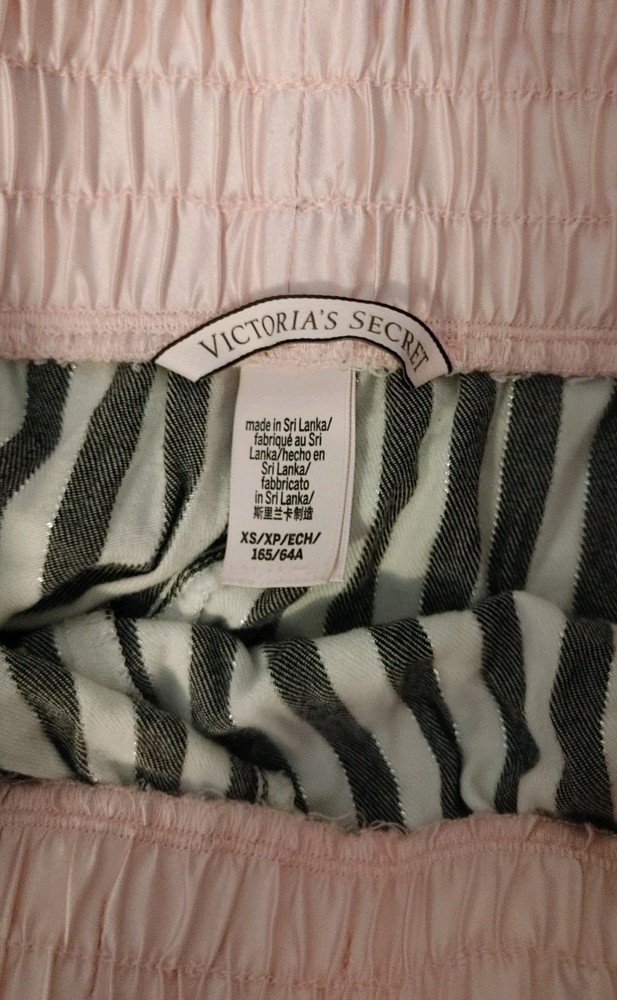 VICTORIA'S SECRET
made in Sri Lanka/
fabriqué au Sri
Lanka/hecho en
Sri Lanka/
fabbricato
in Sri Lanka/
斯里兰卡制造
XS/XP/ECH/
165/64A